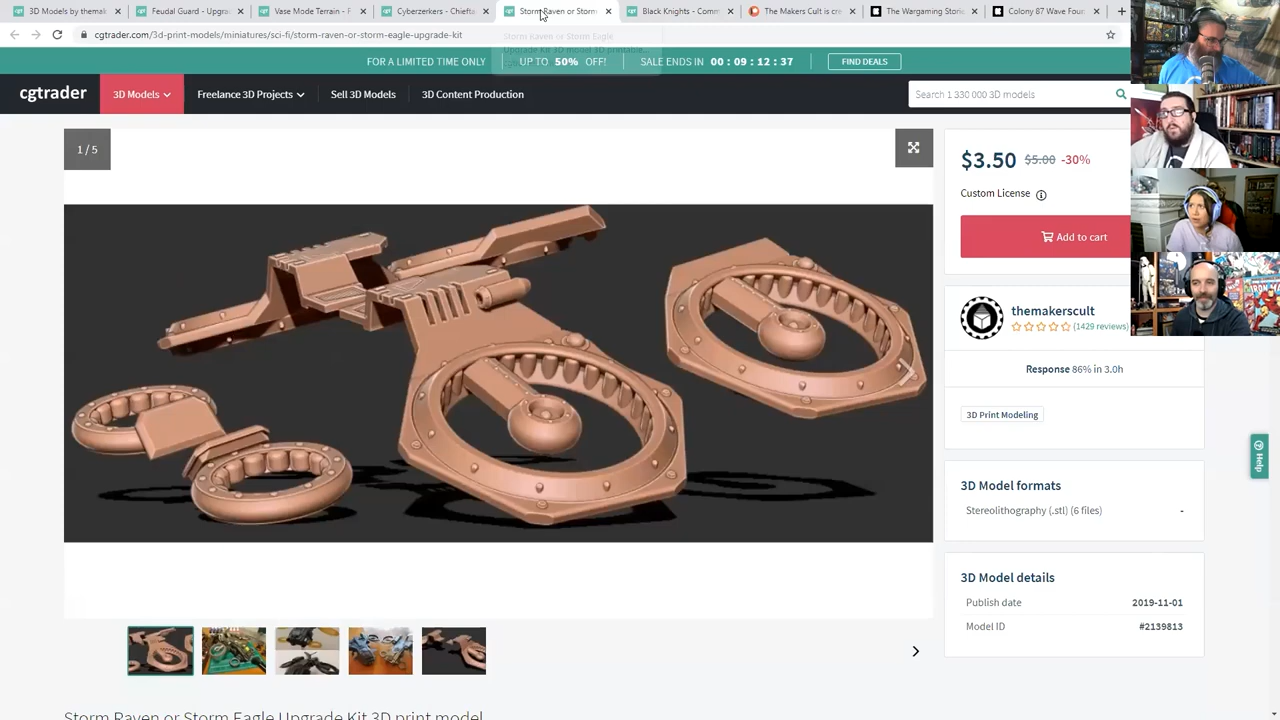 3D Models by themak
Feudal Guard - Upgra
Vase Mode Terrain - F
Cyberzerkers - Chiefta
Storm Raven or Storm
Black Knights - Comm
The Makers Cult is cre
The Wargaming Storie
Colony 87 Wave Four
cgtrader.com/3d-print-models/miniatures/sci-fi/storm-raven-or-storm-eagle-upgrade-kit
Storm Raven or Storm Eagle
FOR A LIMITED TIME ONLY
UP TO 50% OFF!
SALE ENDS IN 00 : 09 : 12 : 37
FIND DEALS
cgtrader
3D Models
Freelance 3D Projects
Sell 3D Models
3D Content Production
Search 1 330 000 3D models
1 / 5
$3.50 $5.00 -30%
Custom License
Add to cart
themakerscult
(1429 reviews)
Response 86% in 3.0h
3D Print Modeling
Help
3D Model formats
Stereolithography (.stl) (6 files) -
3D Model details
Publish date 2019-11-01
Model ID #2139813
Storm Raven or Storm Eagle Upgrade Kit 3D print model